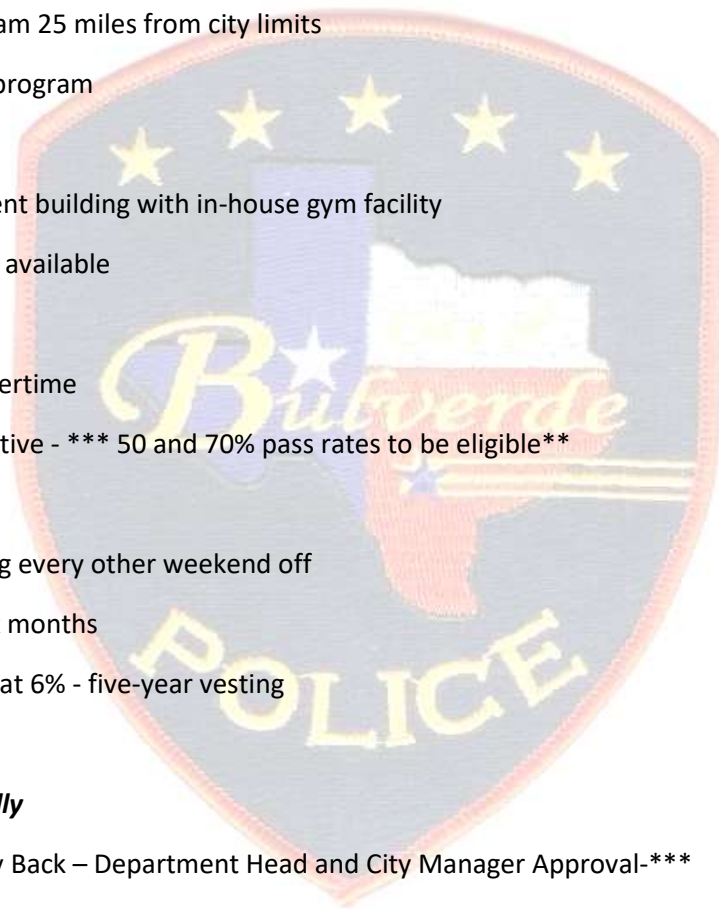 am 25 miles from city limits
program
ent building with in-house gym facility
available
ertime
tive - *** 50 and 70% pass rates to be eligible**
Bulverde
g every other weekend off
months
at 6% - five-year vesting
POLICE
lly
y Back – Department Head and City Manager Approval-***